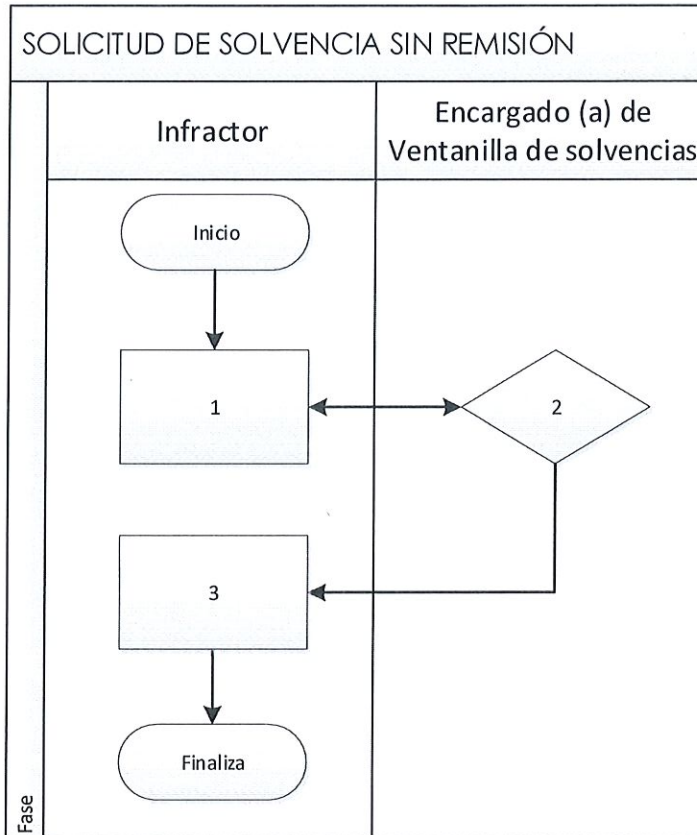 SOLICITUD DE SOLVENCIA SIN REMISIÓN
Infractor
Encargado (a) de
Ventanilla de solvencias
Inicio
1
2
3
Finaliza
Fase